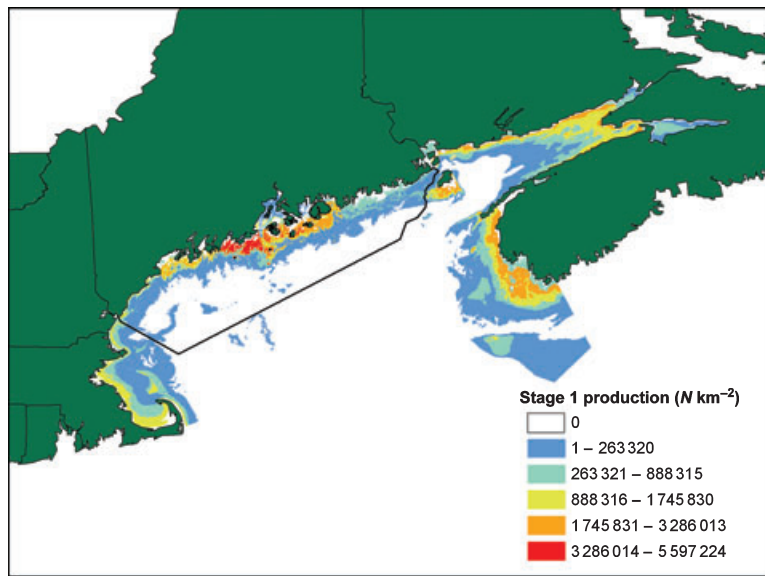 Stage 1 production (N km⁻²)
0
1 – 263 320
263 321 – 888 315
888 316 – 1 745 830
1 745 831 – 3 286 013
3 286 014 – 5 597 224